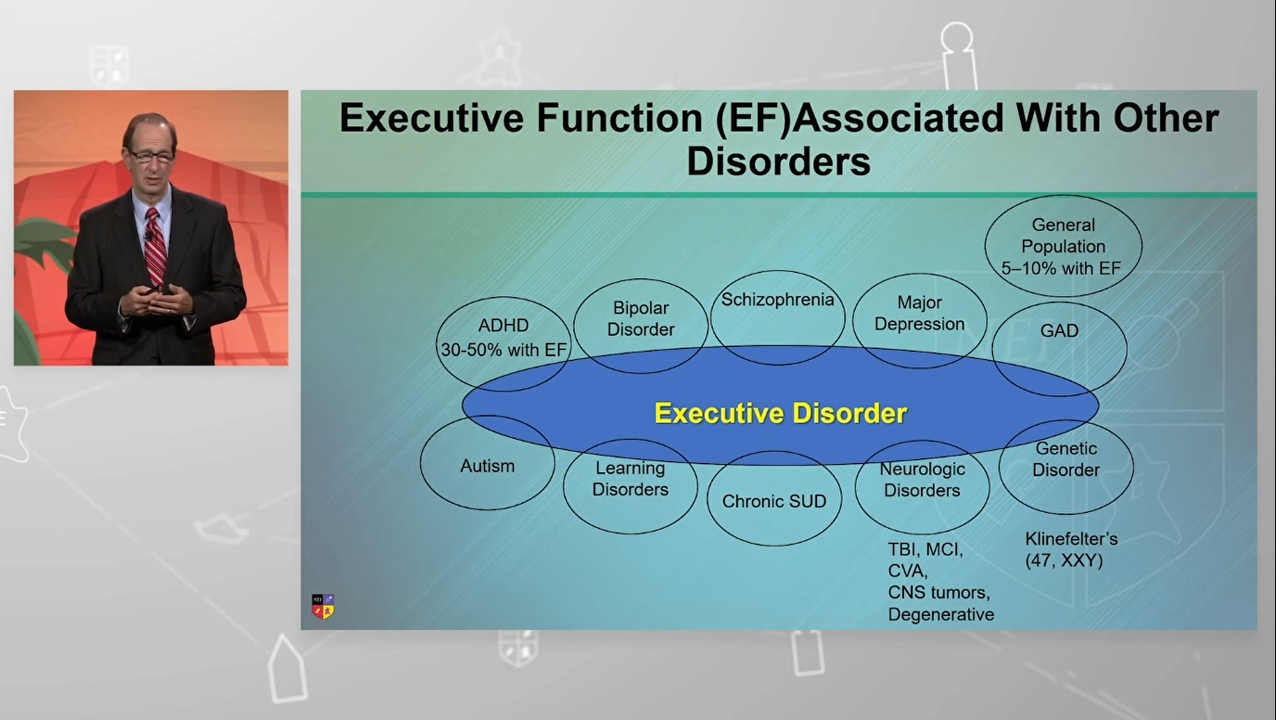 Executive Function (EF)Associated With Other
Disorders
General
Population
5–10% with EF
ADHD
30-50% with EF
Bipolar
Disorder
Schizophrenia
Major
Depression
GAD
Executive Disorder
Autism
Learning
Disorders
Chronic SUD
Neurologic
Disorders
Genetic
Disorder
TBI, MCI,
CVA,
CNS tumors,
Degenerative
Klinefelter’s
(47, XXY)
NEI